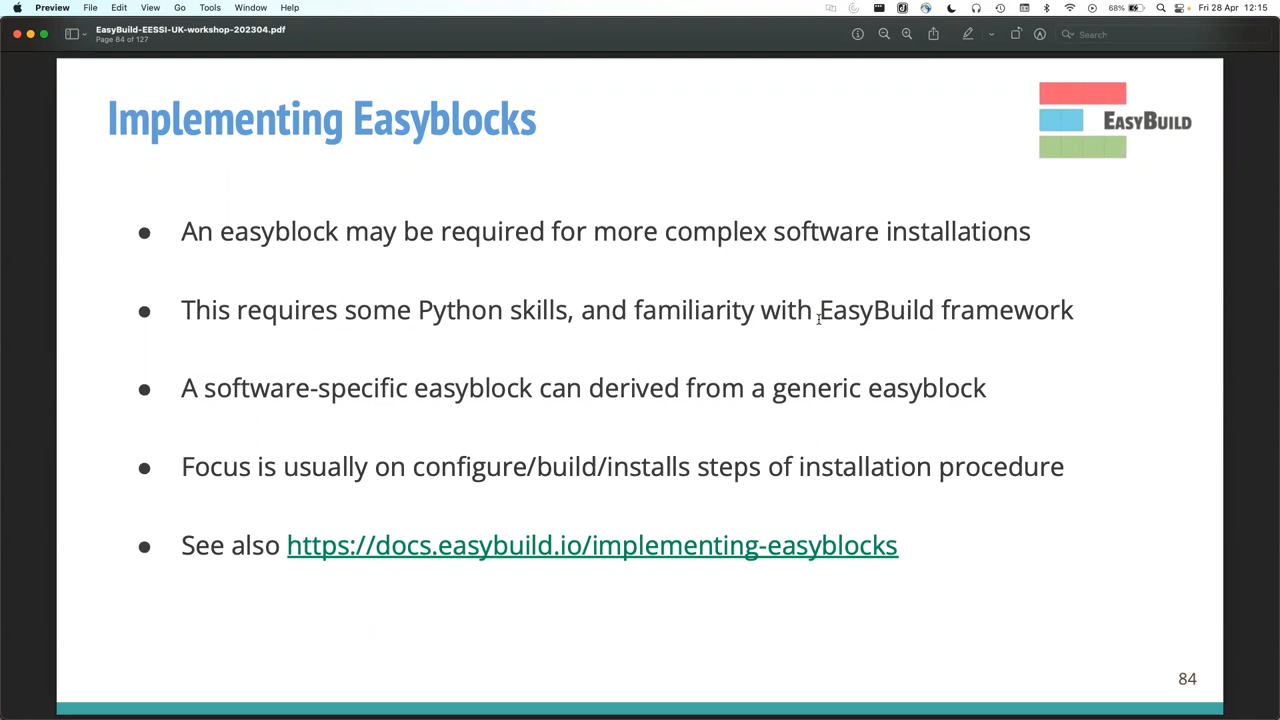 Preview File Edit View Go Tools Window Help 68% Fri 28 Apr 12:15
EasyBuild-EESSI-UK-workshop-202304.pdf
Page 84 of 127
Search
Implementing Easyblocks
EASYBUILD
● An easyblock may be required for more complex software installations
● This requires some Python skills, and familiarity with EasyBuild framework
● A software-specific easyblock can derived from a generic easyblock
● Focus is usually on configure/build/installs steps of installation procedure
● See also https://docs.easybuild.io/implementing-easyblocks
84